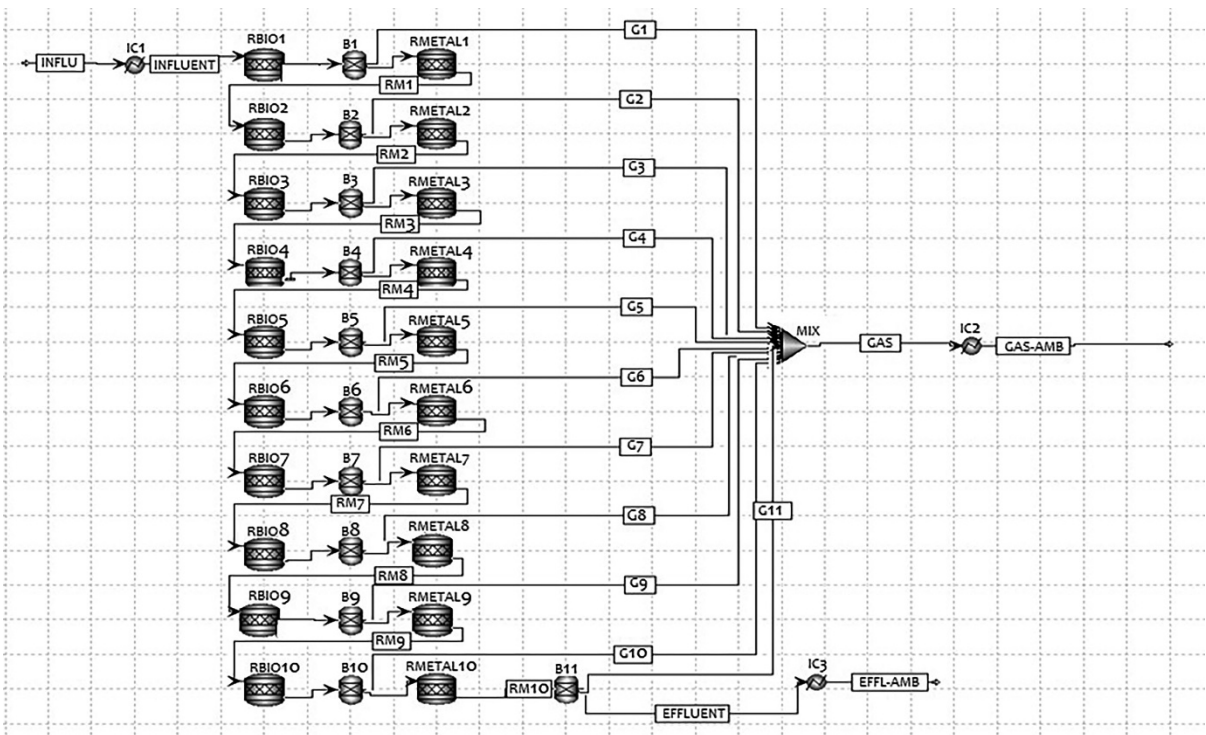 G1
RBIO1 B1 RMETAL1
IC1
INFLU INFLUENT
RM1
G2
RBIO2 B2 RMETAL2
RM2
G3
RBIO3 B3 RMETAL3
RM3
G4
RBIO4 B4 RMETAL4
RM4
G5
RBIO5 B5 RMETAL5
MIX IC2
GAS GAS-AMB
RM5
G6
RBIO6 B6 RMETAL6
RM6
G7
RBIO7 B7 RMETAL7
RM7
G11
G8
RBIO8 B8 RMETAL8
RM8
G9
RBIO9 B9 RMETAL9
RM9
G10
RBIO10 B10 RMETAL10 B11 IC3
RM10 EFFL-AMB
EFFLUENT